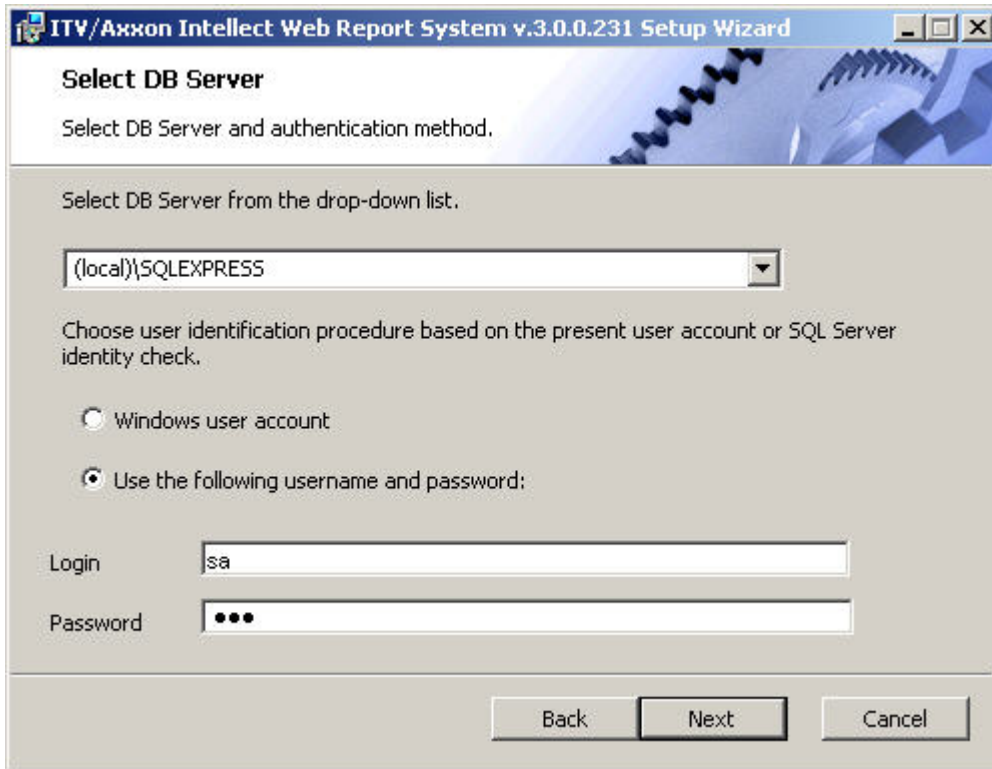 ITV/Axxon Intellect Web Report System v.3.0.0.231 Setup Wizard
Select DB Server
Select DB Server and authentication method.
Select DB Server from the drop-down list.
(local)\SQLEXPRESS
Choose user identification procedure based on the present user account or SQL Server
identity check.
Windows user account
Use the following username and password:
Login
sa
Password
●●●
Back
Next
Cancel